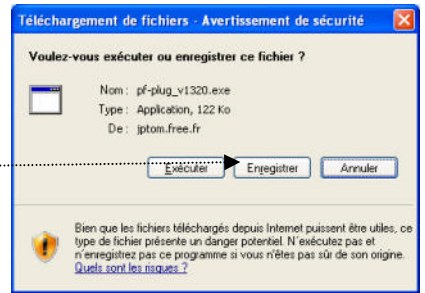 Téléchargement de fichiers - Avertissement de sécurité
Voulez-vous exécuter ou enregistrer ce fichier ?
Nom : pf-plug_v1320.exe
Type : Application, 122 Ko
De : jptom.free.fr
Exécuter Enregistrer Annuler
Bien que les fichiers téléchargés depuis Internet puissent être utiles, ce
type de fichier présente un danger potentiel. N'exécutez pas et
n'enregistrez pas ce programme si vous n'êtes pas sûr de son origine.
Quels sont les risques ?